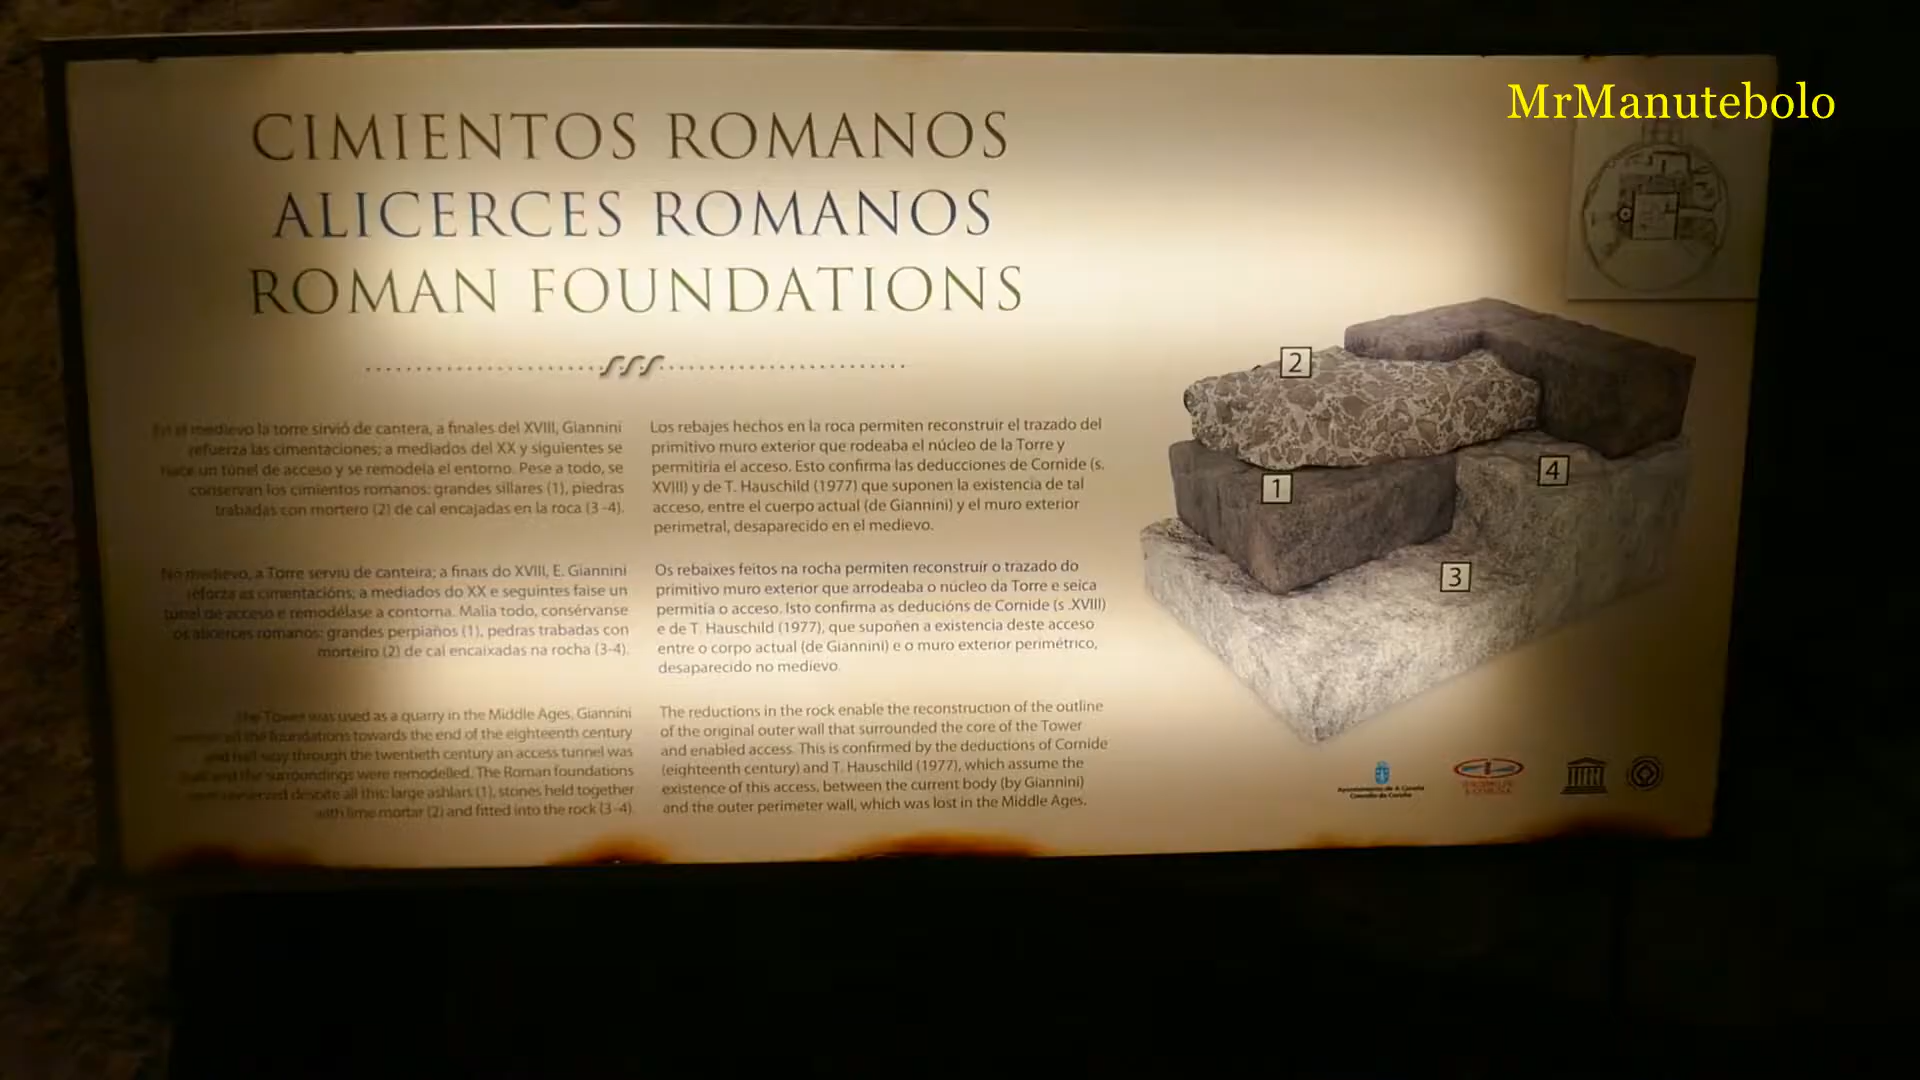 MrManutebolo
CIMIENTOS ROMANOS
ALICERCES ROMANOS
ROMAN FOUNDATIONS
En el medievo la torre sirvió de cantera, a finales del XVIII, Giannini
refuerza las cimentaciones; a mediados del XX y siguientes se
hace un túnel de acceso y se remodela el entorno. Pese a todo, se
conservan los cimientos romanos: grandes sillares (1), piedras
trabadas con mortero (2) de cal encajadas en la roca (3-4).
No medievo, a Torre serviu de canteira; a finais do XVIII, E. Giannini
reforza as cimentacións; a mediados do XX e seguintes faise un
túnel de acceso e remodélase a contorna. Malia todo, consérvanse
os alicerces romanos: grandes perpiaños (1), pedras trabadas con
morteiro (2) de cal encaixadas na rocha (3-4).
The Tower was used as a quarry in the Middle Ages. Giannini
all the foundations towards the end of the eighteenth century
and half way through the twentieth century an access tunnel was
and the surroundings were remodelled. The Roman foundations
were conserved despite all this: large ashlars (1), stones held together
with lime mortar (2) and fitted into the rock (3-4).
Los rebajes hechos en la roca permiten reconstruir el trazado del
primitivo muro exterior que rodeaba el núcleo de la Torre y
permitiría el acceso. Esto confirma las deducciones de Cornide (s.
XVIII) y de T. Hauschild (1977) que suponen la existencia de tal
acceso, entre el cuerpo actual (de Giannini) y el muro exterior
perimetral, desaparecido en el medievo.
Os rebaixes feitos na rocha permiten reconstruir o trazado do
primitivo muro exterior que arrodeaba o núcleo da Torre e seica
permitía o acceso. Isto confirma as deducións de Cornide (s .XVIII)
e de T. Hauschild (1977), que supoñen a existencia deste acceso
entre o corpo actual (de Giannini) e o muro exterior perimétrico,
desaparecido no medievo.
The reductions in the rock enable the reconstruction of the outline
of the original outer wall that surrounded the core of the Tower
and enabled access. This is confirmed by the deductions of Cornide
(eighteenth century) and T. Hauschild (1977), which assume the
existence of this access, between the current body (by Giannini)
and the outer perimeter wall, which was lost in the Middle Ages.
2
4
1
3
Ayuntamiento de A Coruña
Concello da Coruña